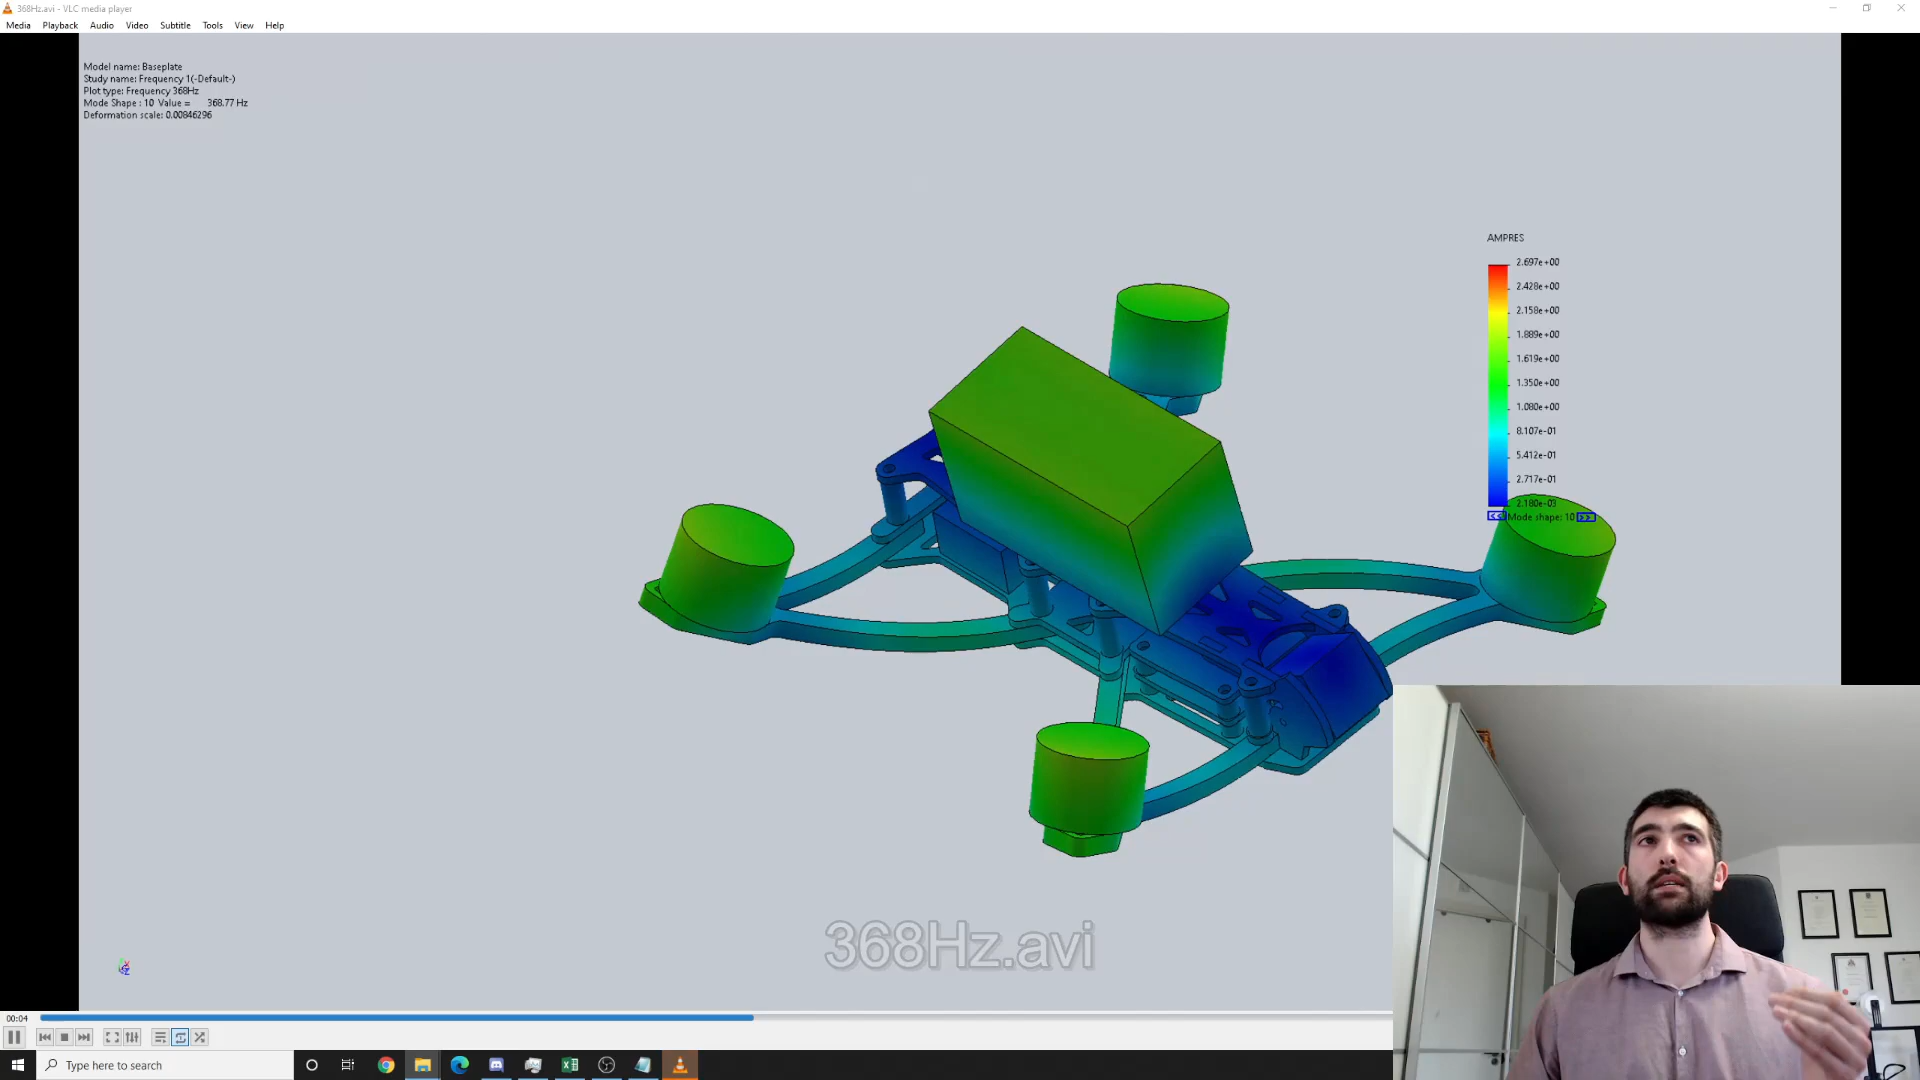 368Hz.avi - VLC media player
Media Playback Audio Video Subtitle Tools View Help
Model name: Baseplate
Study name: Frequency 1(-Default-)
Plot type: Frequency 368Hz
Mode Shape : 10 Value = 368.77 Hz
Deformation scale: 0.00846296
AMPRES
2.697e+00
2.428e+00
2.158e+00
1.889e+00
1.619e+00
1.350e+00
1.080e+00
8.107e-01
5.412e-01
2.717e-01
2.180e-03
<< Mode shape: 10 >>
368Hz.avi
00:04
Type here to search